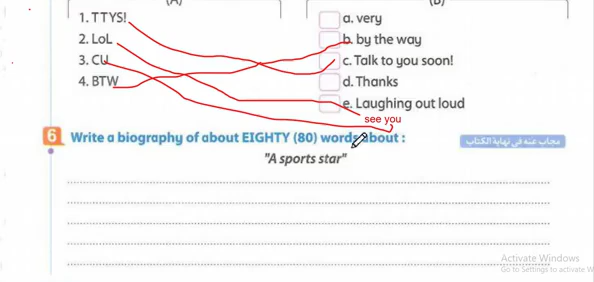 (A) (B)
1. TTYS! a. very
2. LoL b. by the way
3. CU c. Talk to you soon!
4. BTW d. Thanks
e. Laughing out loud
see you
6 Write a biography of about EIGHTY (80) words about :
مجاب عنه في نهاية الكتاب
"A sports star"
Activate Windows
Go to Settings to activate W